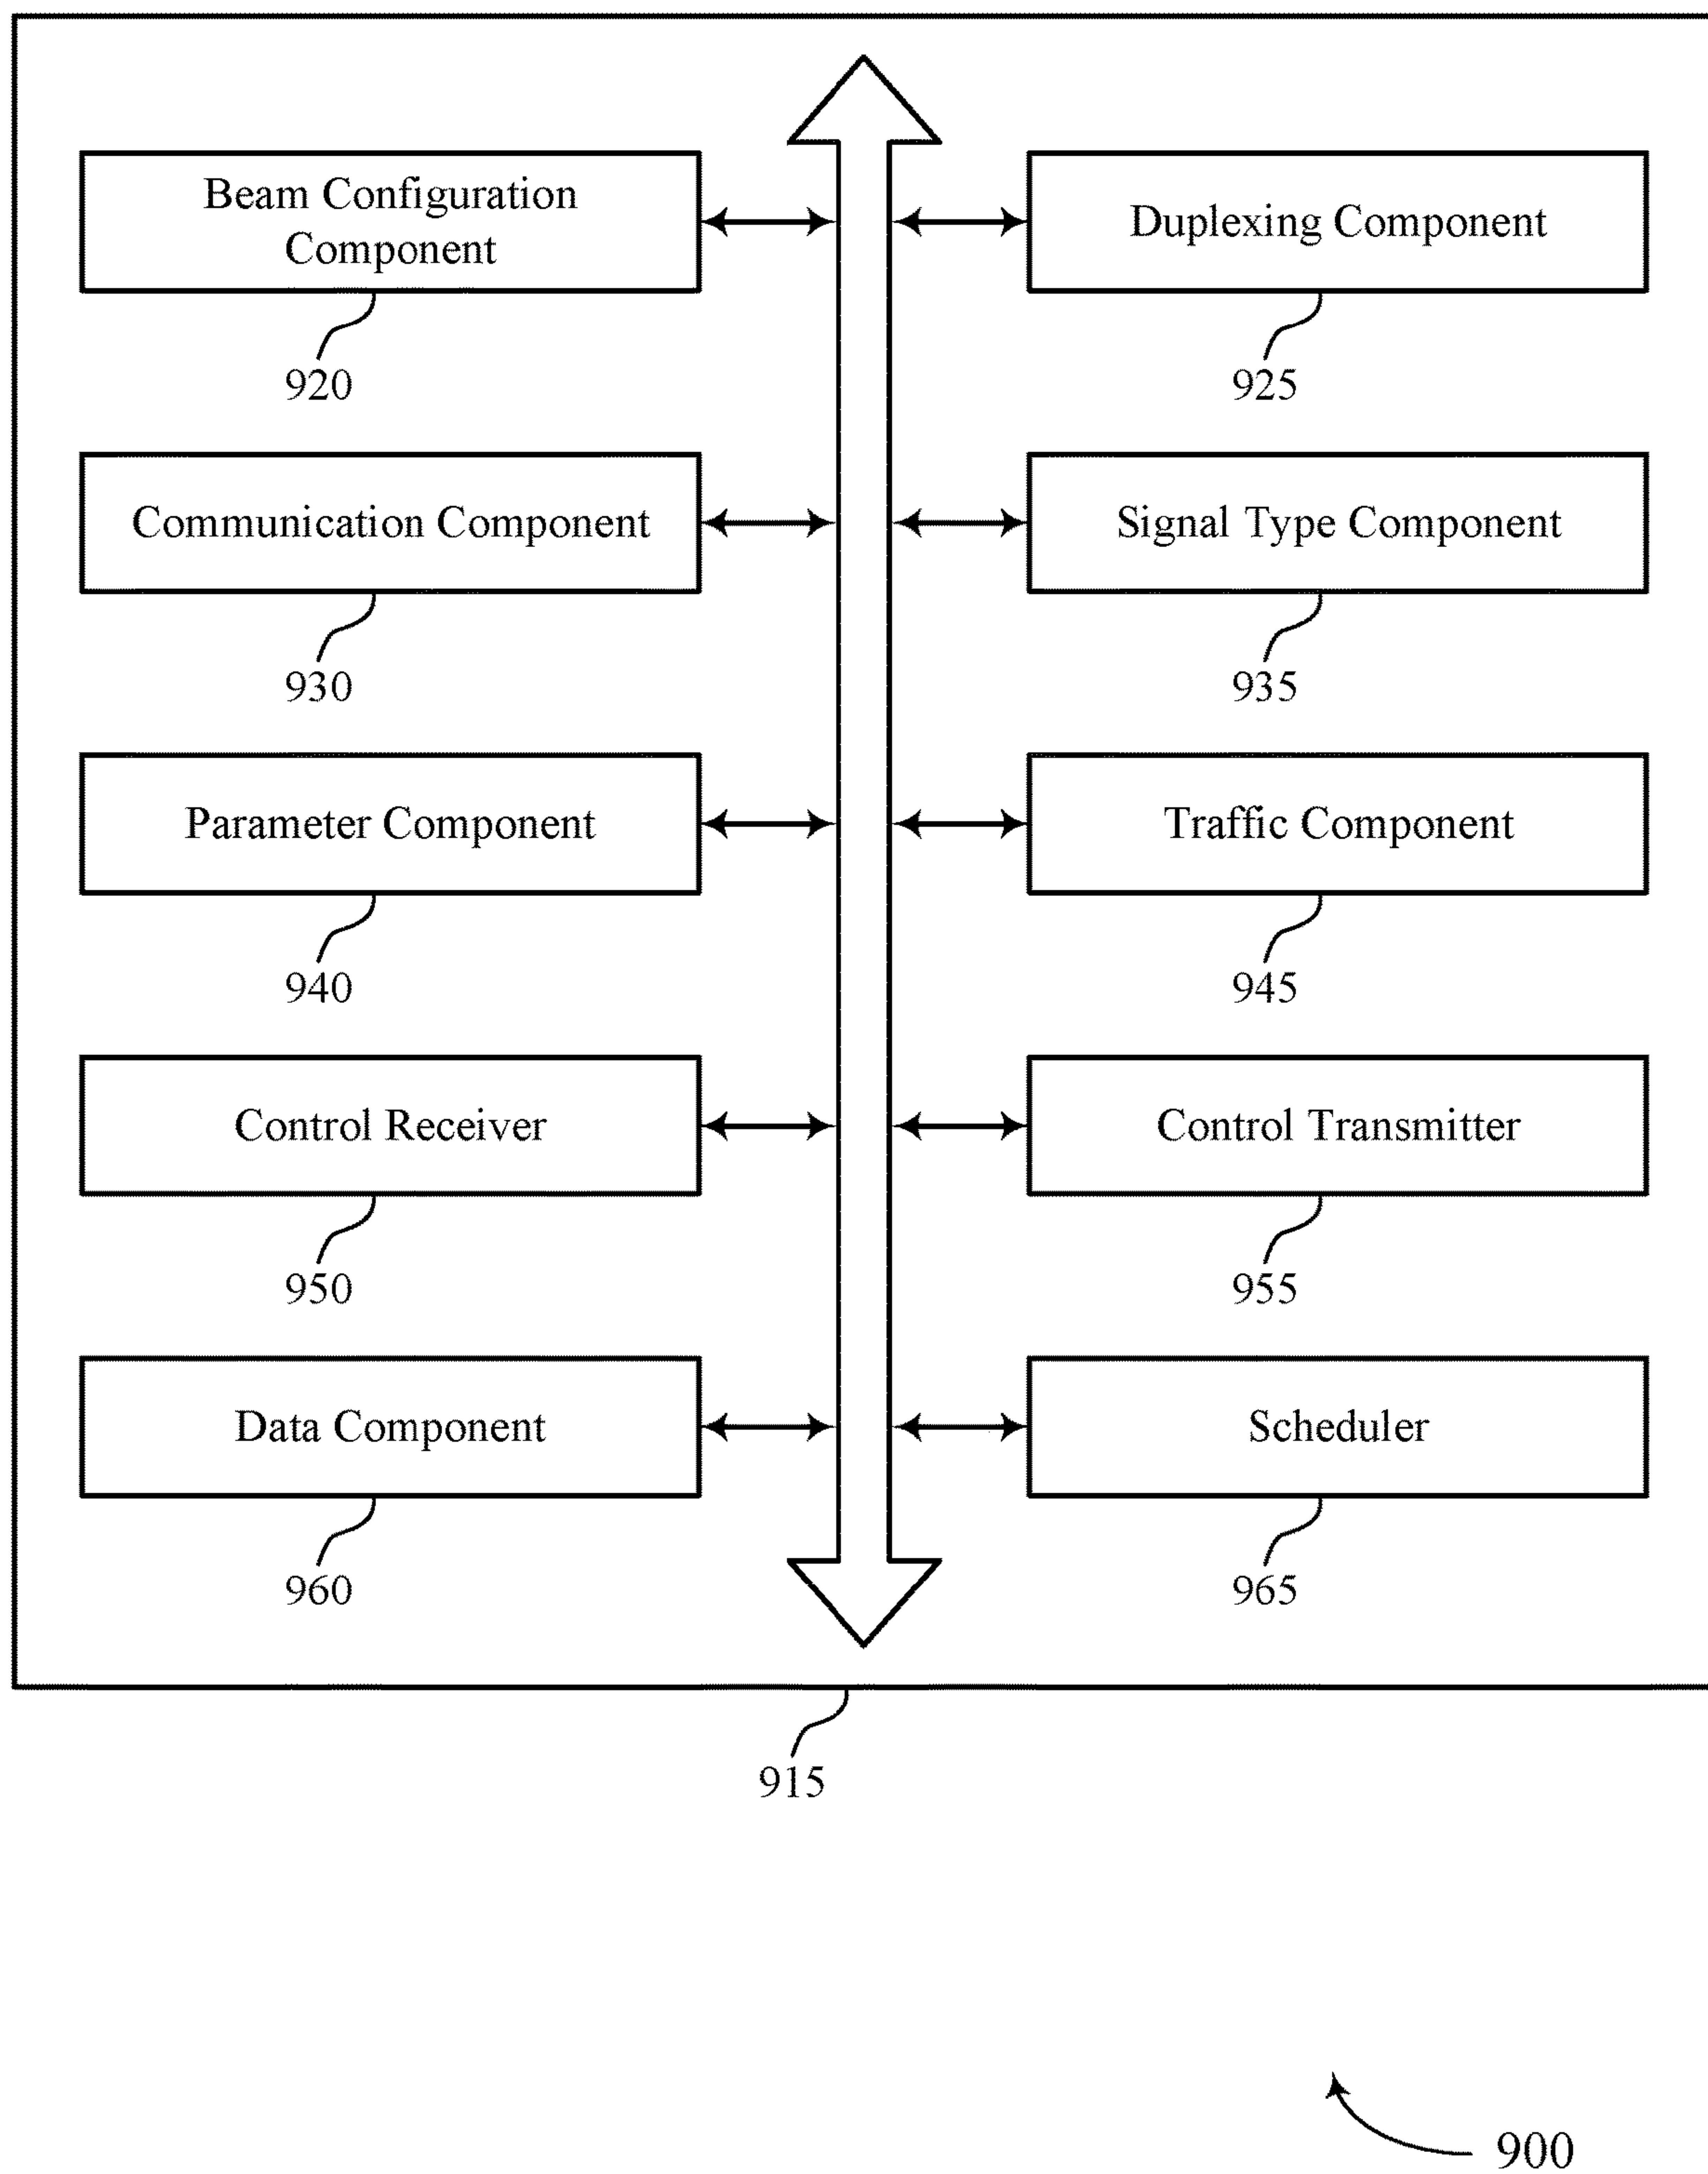 Beam Configuration
Component
Duplexing Component
920
925
Communication Component
Signal Type Component
930
935
Parameter Component
Traffic Component
940
945
Control Receiver
Control Transmitter
950
955
Data Component
Scheduler
960
965
915
900